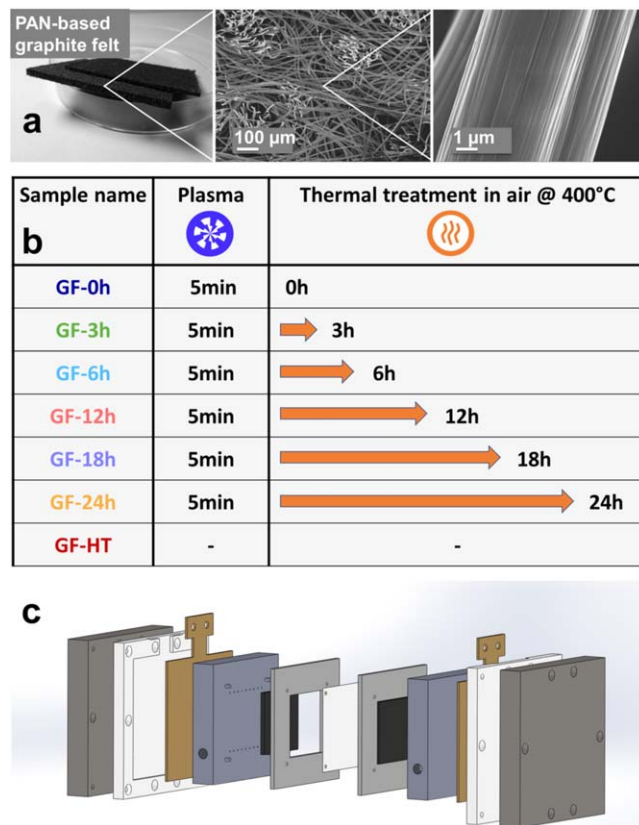 PAN-based
graphite felt
a
100 µm
1 µm
Sample name Plasma Thermal treatment in air @ 400°C
b
GF-0h 5min 0h
GF-3h 5min 3h
GF-6h 5min 6h
GF-12h 5min 12h
GF-18h 5min 18h
GF-24h 5min 24h
GF-HT - -
c